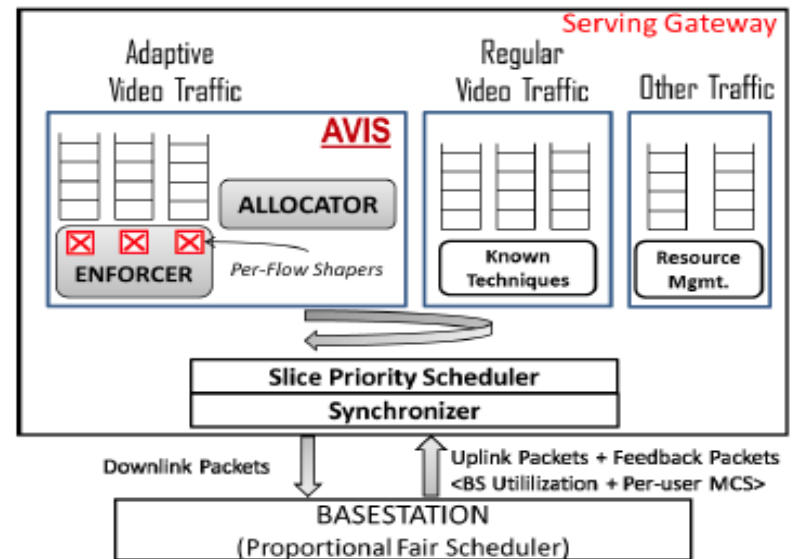 Serving Gateway
Adaptive
Video Traffic
Regular
Video Traffic
Other Traffic
AVIS
ALLOCATOR
ENFORCER
Per-Flow Shapers
Known
Techniques
Resource
Mgmt.
Slice Priority Scheduler
Synchronizer
Downlink Packets
Uplink Packets + Feedback Packets
<BS Utililization + Per-user MCS>
BASESTATION
(Proportional Fair Scheduler)